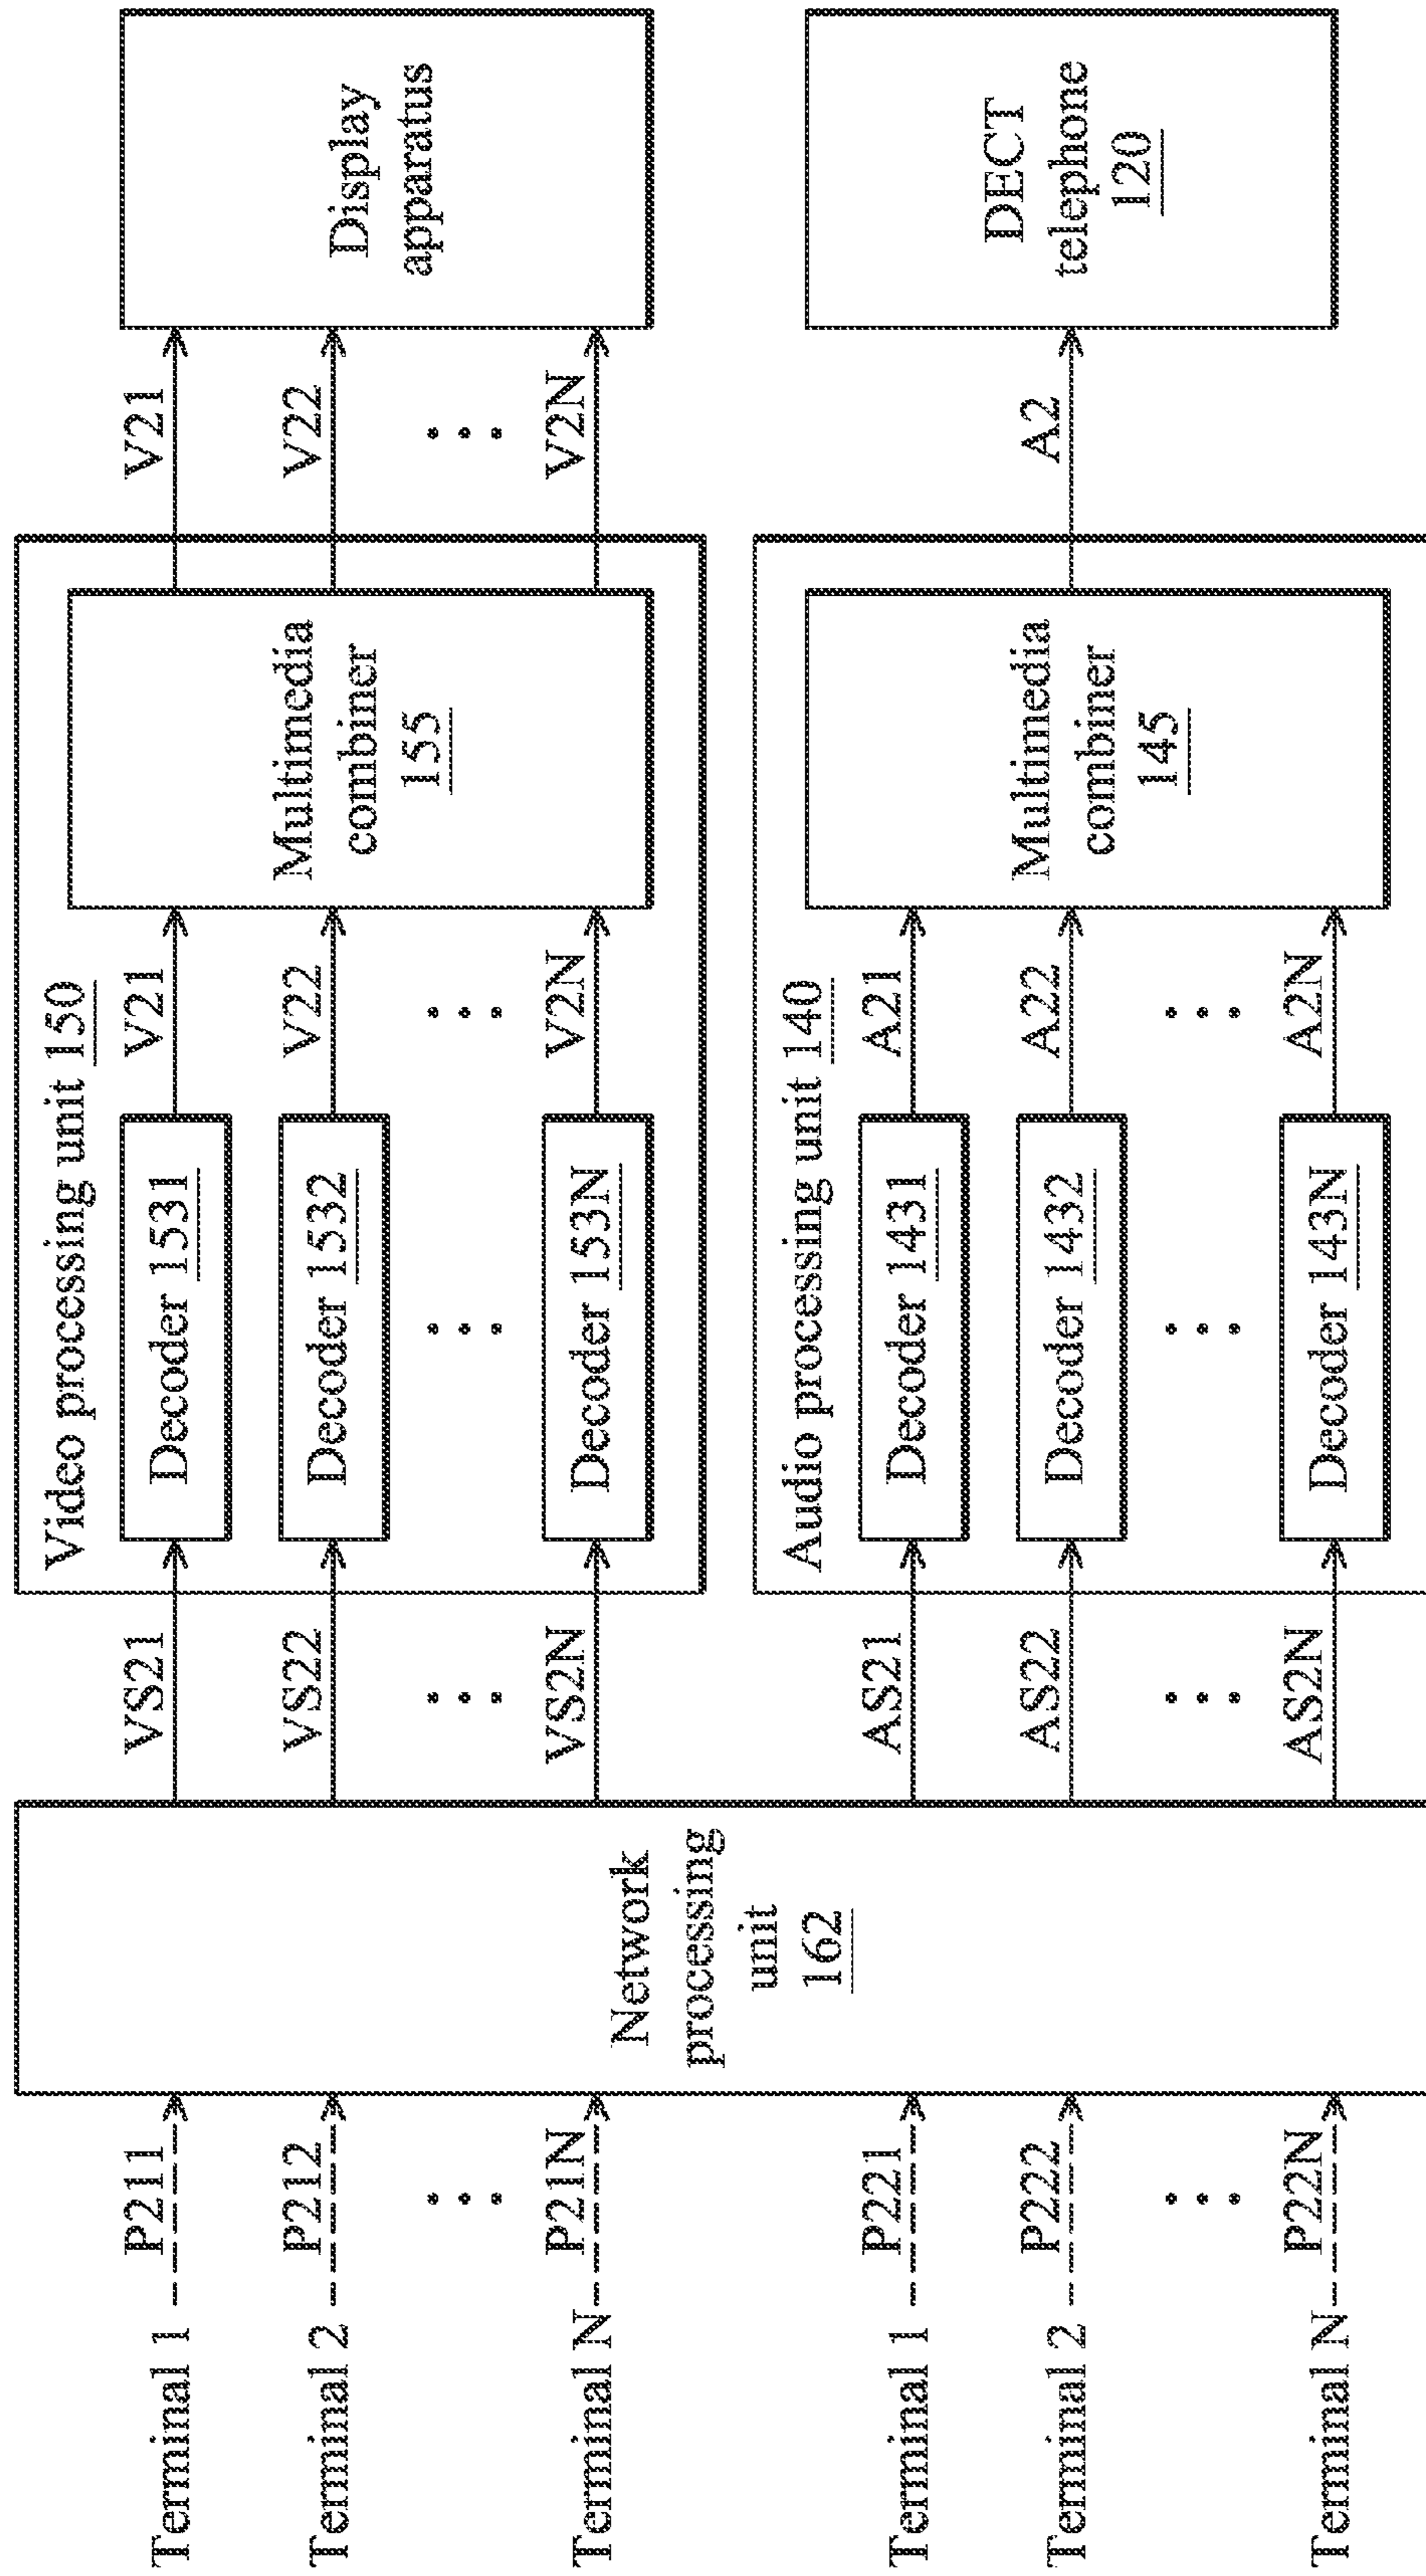 Terminal 1
P211
Terminal 2
P212
Terminal N
P21N
Terminal 1
P221
Terminal 2
P222
Terminal N
P22N
Network
processing
unit
162
VS21
VS22
VS2N
AS21
AS22
AS2N
Video processing unit 150
Decoder 1531
V21
Decoder 1532
V22
Decoder 153N
V2N
Multimedia
combiner
155
V21
V22
V2N
Display
apparatus
Audio processing unit 140
Decoder 1431
A21
Decoder 1432
A22
Decoder 143N
A2N
Multimedia
combiner
145
A2
DECT
telephone
120